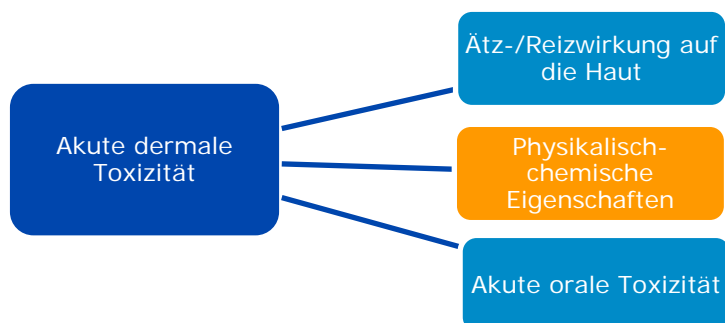 Ätz-/Reizwirkung auf
die Haut
Akute dermale
Toxizität
Physikalisch-
chemische
Eigenschaften
Akute orale Toxizität